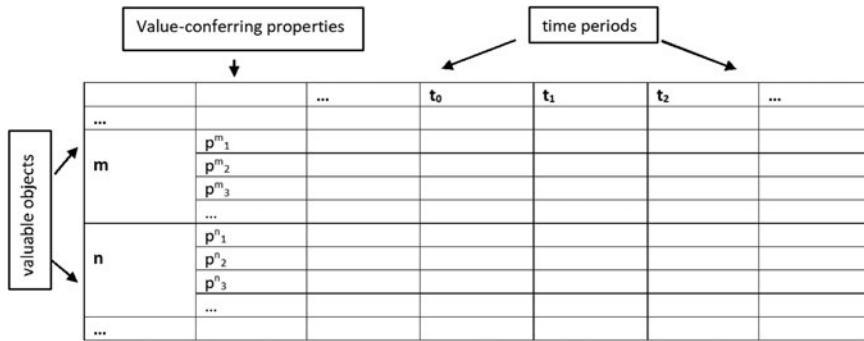 Value-conferring properties
time periods
valuable objects
... t₀ t₁ t₂ ...
...
m
pᵐ₁
pᵐ₂
pᵐ₃
...
n
pⁿ₁
pⁿ₂
pⁿ₃
...
...